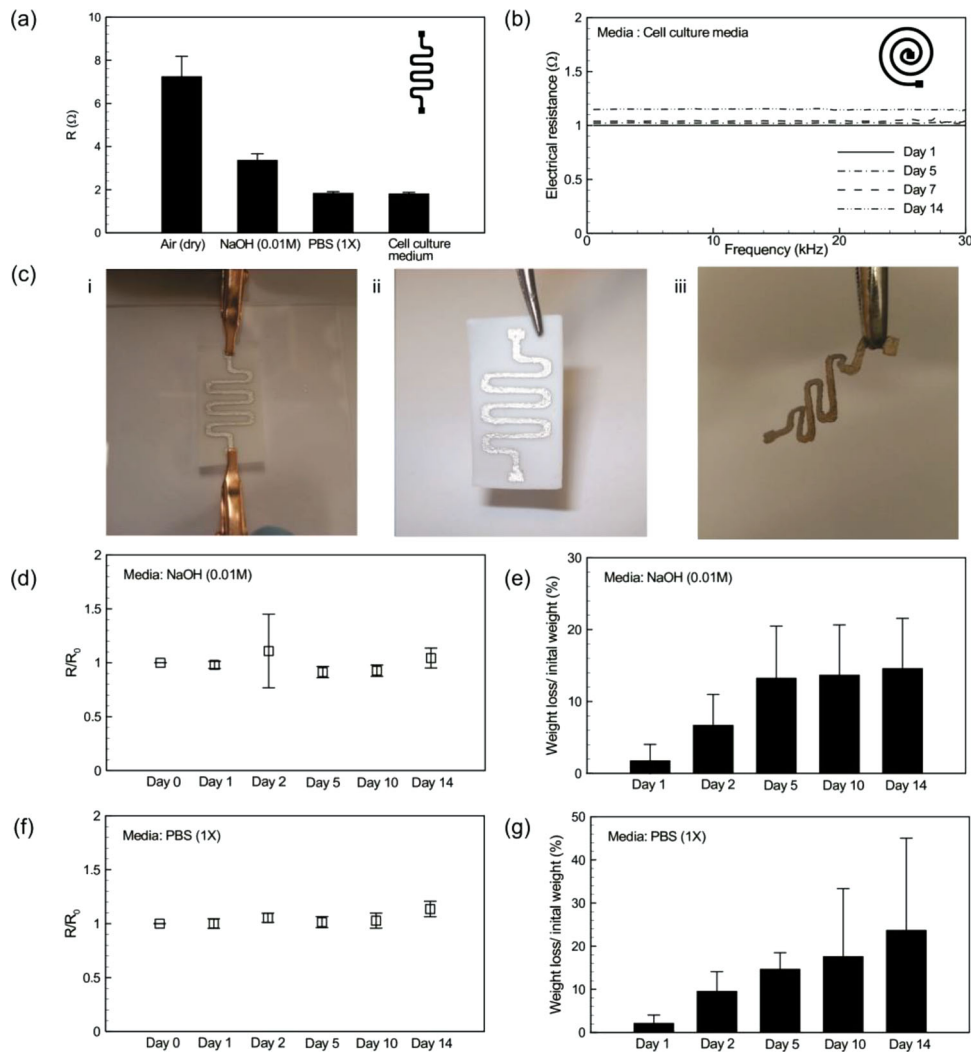 (a)
10
8
6
4
2
0
R (Ω)
Air (dry)
NaOH (0.01M)
PBS (1X)
Cell culture
medium
(b)
Media : Cell culture media
2
1.5
1
0.5
0
Electrical resistance (Ω)
Day 1
Day 5
Day 7
Day 14
0
10
20
30
Frequency (kHz)
(c)
i
ii
iii
(d)
Media: NaOH (0.01M)
2
1.5
1
0.5
0
R/R₀
Day 0
Day 1
Day 2
Day 5
Day 10
Day 14
(e)
Media: NaOH (0.01M)
30
20
10
0
Weight loss/ inital weight (%)
Day 1
Day 2
Day 5
Day 10
Day 14
(f)
Media: PBS (1X)
2
1.5
1
0.5
0
R/R₀
Day 0
Day 1
Day 2
Day 5
Day 10
Day 14
(g)
Media: PBS (1X)
50
40
30
20
10
0
Weight loss/ inital weight (%)
Day 1
Day 2
Day 5
Day 10
Day 14